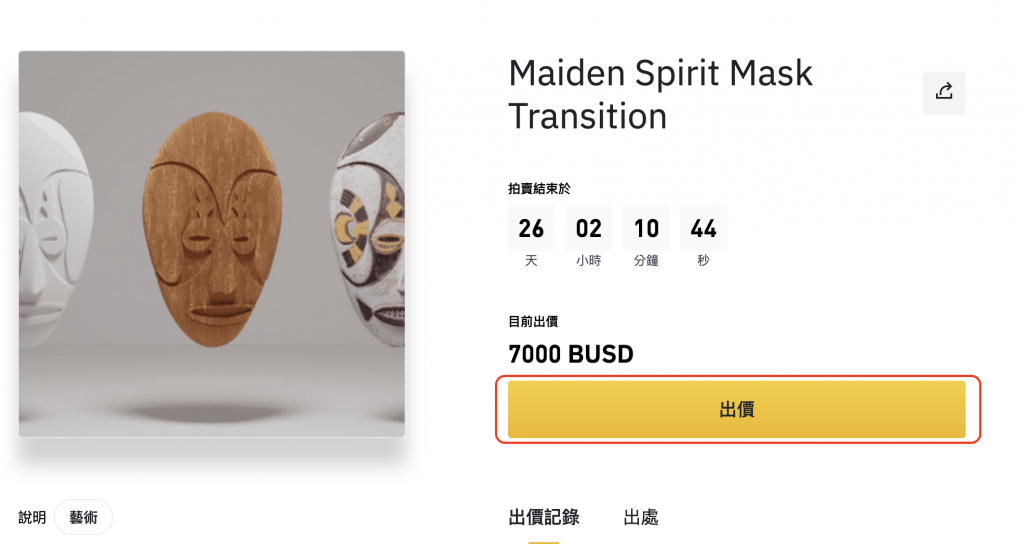 Maiden Spirit Mask
Transition
拍賣結束於
26 02 10 44
天 小時 分鐘 秒
目前出價
7000 BUSD
出價
說明 藝術
出價記錄 出處